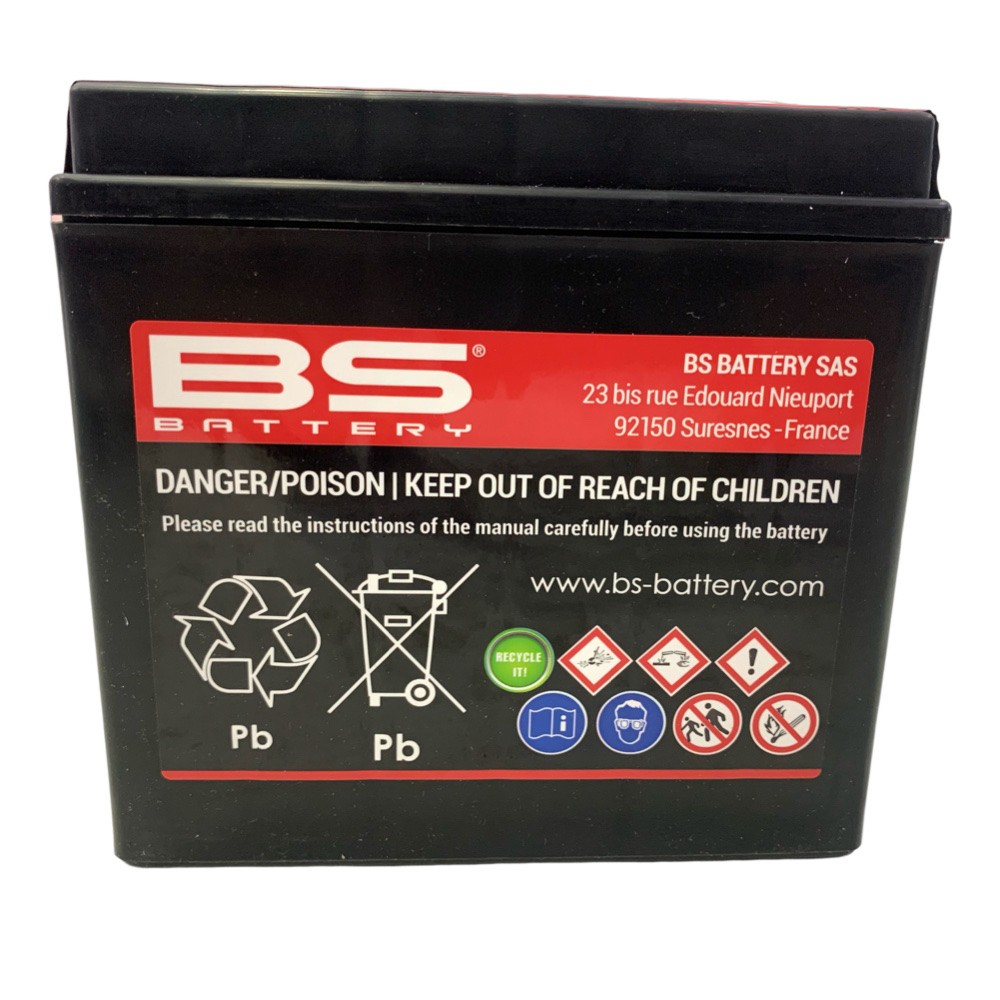 BS®
BATTERY
BS BATTERY SAS
23 bis rue Edouard Nieuport
92150 Suresnes - France
DANGER/POISON | KEEP OUT OF REACH OF CHILDREN
Please read the instructions of the manual carefully before using the battery
www.bs-battery.com
RECYCLE
IT!
Pb
Pb